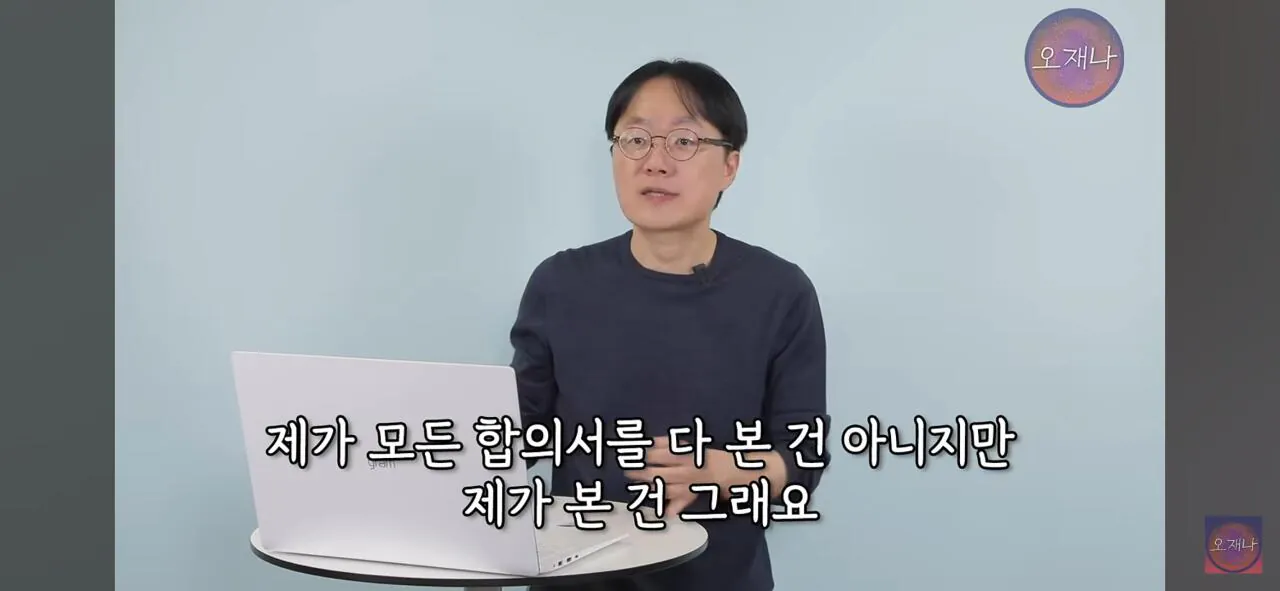 오재나
제가 모든 합의서를 다 본 건 아니지만
gram
제가 본 건 그래요
오재나